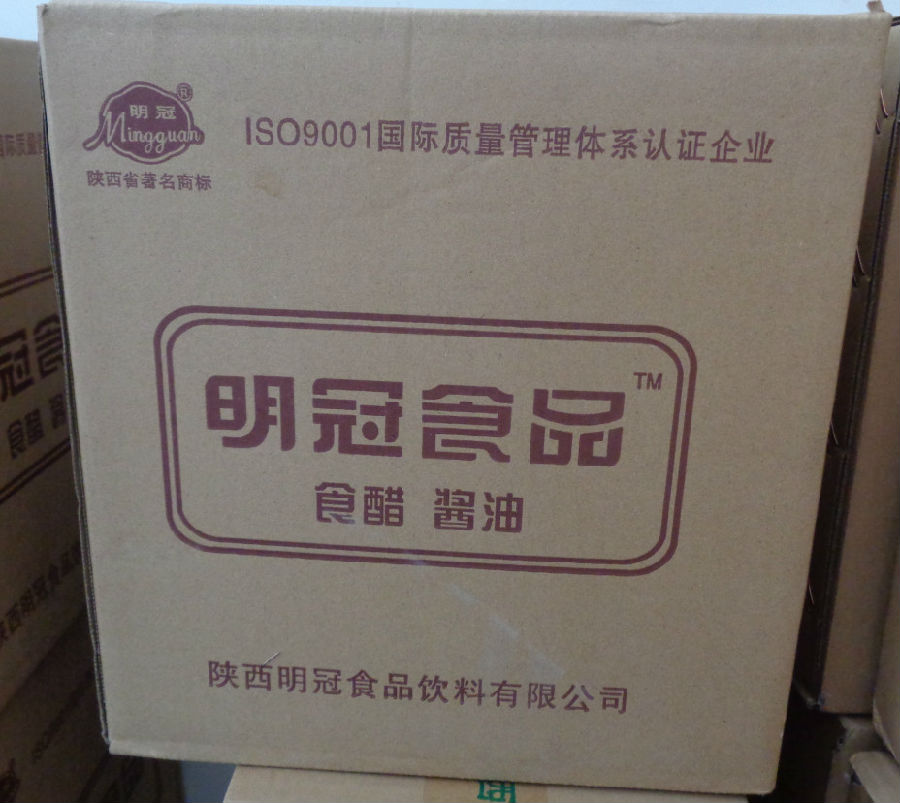 明冠®
Mingguan
陕西省著名商标
ISO9001国际质量管理体系认证企业
明冠食品™
食醋 酱油
陕西明冠食品饮料有限公司